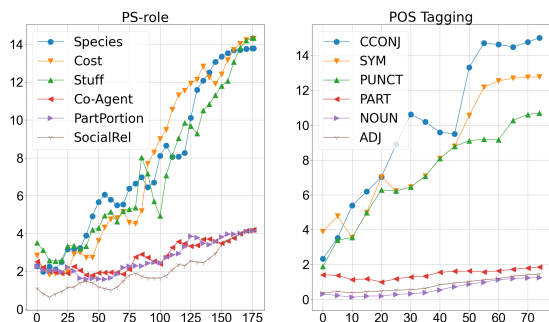 PS-role
14
12
10
8
6
4
2
0
Species
Cost
Stuff
Co-Agent
PartPortion
SocialRel
0 25 50 75 100 125 150 175
POS Tagging
14
12
10
8
6
4
2
0
CCONJ
SYM
PUNCT
PART
NOUN
ADJ
0 10 20 30 40 50 60 70